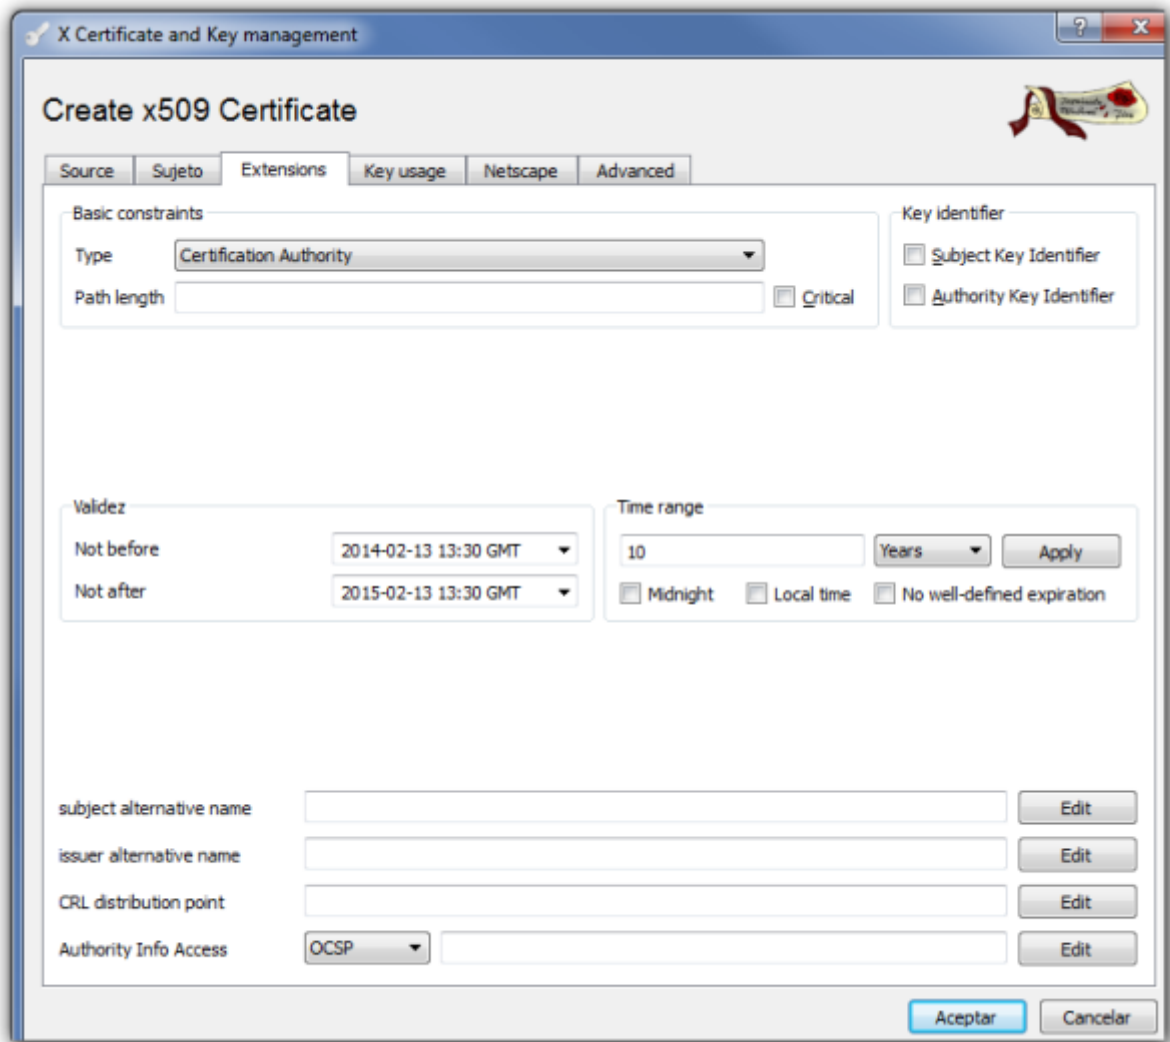 X Certificate and Key management
Create x509 Certificate
Source Sujeto Extensions Key usage Netscape Advanced
Basic constraints
Type Certification Authority
Path length Critical
Key identifier
Subject Key Identifier
Authority Key Identifier
Validez
Not before 2014-02-13 13:30 GMT
Not after 2015-02-13 13:30 GMT
Time range
10 Years Apply
Midnight Local time No well-defined expiration
subject alternative name Edit
issuer alternative name Edit
CRL distribution point Edit
Authority Info Access OCSP Edit
Aceptar Cancelar